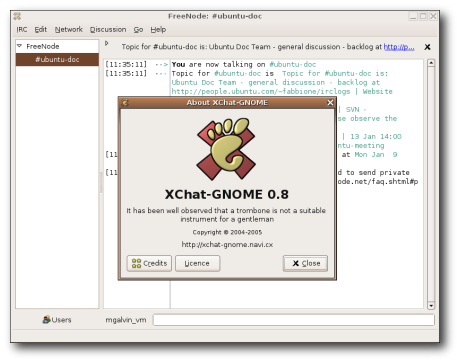 FreeNode: #ubuntu-doc
IRC Edit Network Discussion Go Help
FreeNode
#ubuntu-doc
Topic for #ubuntu-doc is: Ubuntu Doc Team - general discussion - backlog at http://p...
[11:35:11] --> You are now talking on #ubuntu-doc
[11:35:11] --- Topic for #ubuntu-doc is Topic for #ubuntu-doc is:
Ubuntu Doc Team - general discussion - backlog at
http://people.ubuntu.com/~fabbione/irclogs | Website
| SVN -
se observe the
| 13 Jan 14:00
ntu-meeting
[11 at Mon Jan 9
[11 d to send private
ode.net/faq.shtml#p
About XChat-GNOME
XChat-GNOME 0.8
It has been well observed that a trombone is not a suitable
instrument for a gentleman
Copyright © 2004-2005
http://xchat-gnome.navi.cx
Credits Licence Close
Users mgalvin_vm